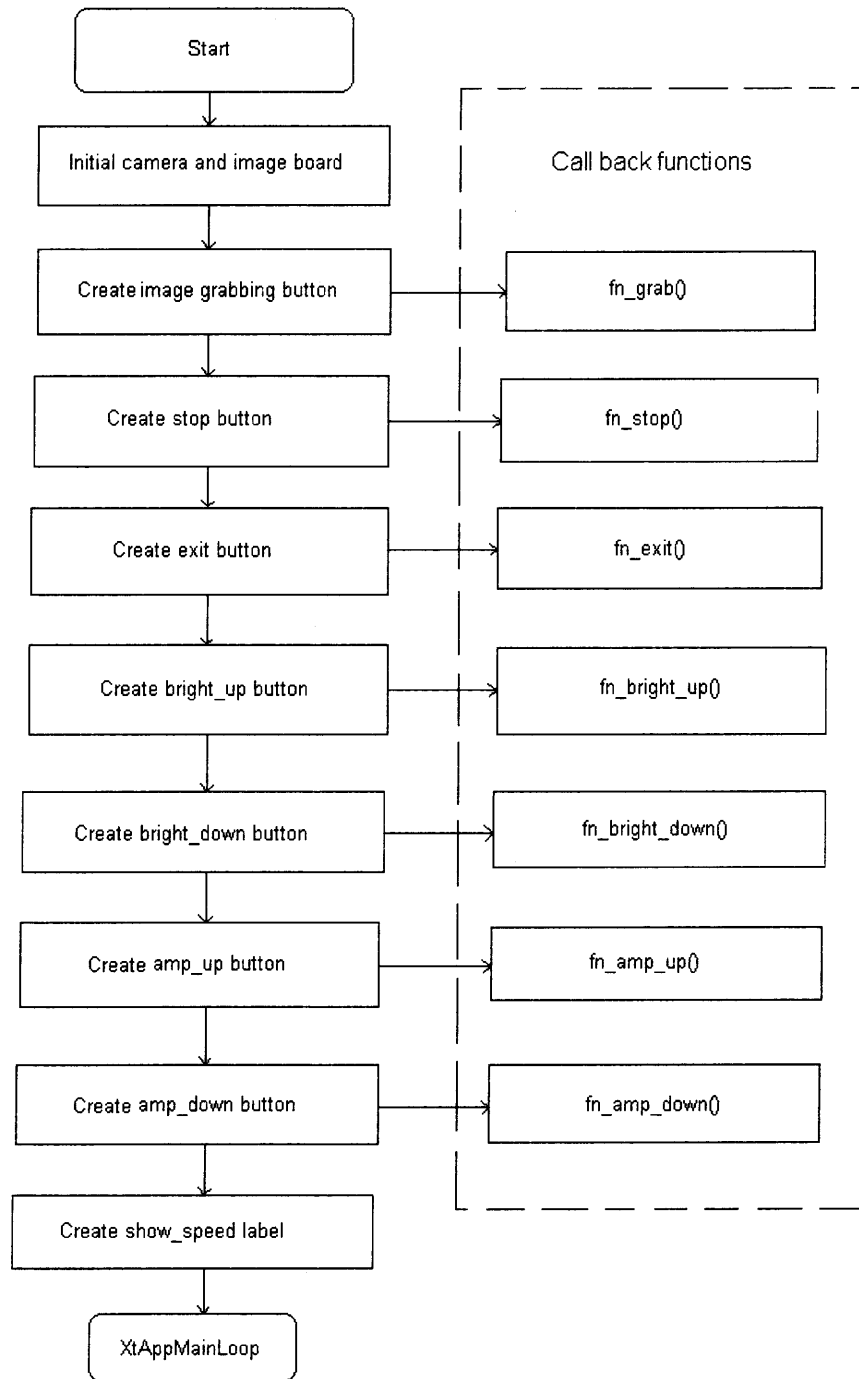 Start
Initial camera and image board
Call back functions
Create image grabbing button
fn_grab()
Create stop button
fn_stop()
Create exit button
fn_exit()
Create bright_up button
fn_bright_up()
Create bright_down button
fn_bright_down()
Create amp_up button
fn_amp_up()
Create amp_down button
fn_amp_down()
Create show_speed label
XtAppMainLoop